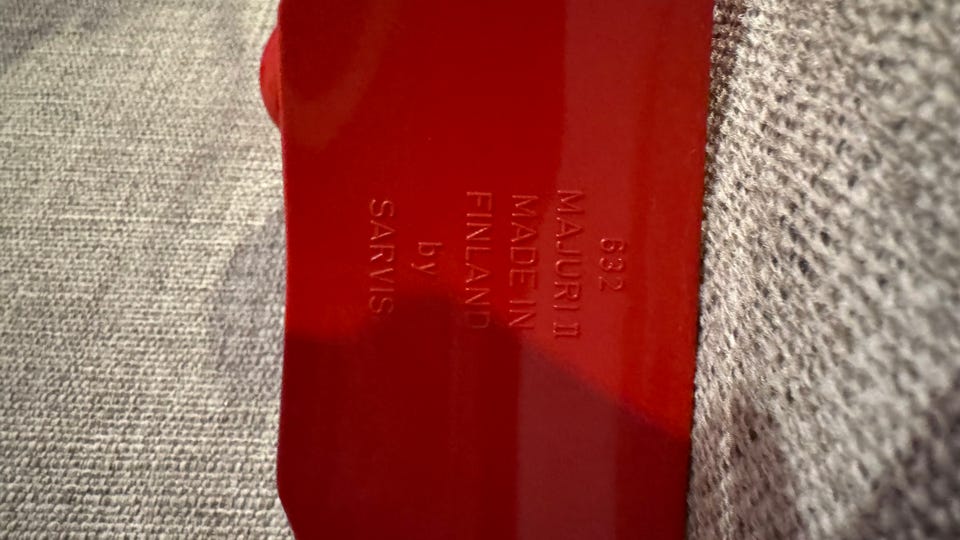 632
MAJURI II
MADE IN
FINLAND
by
SARVIS